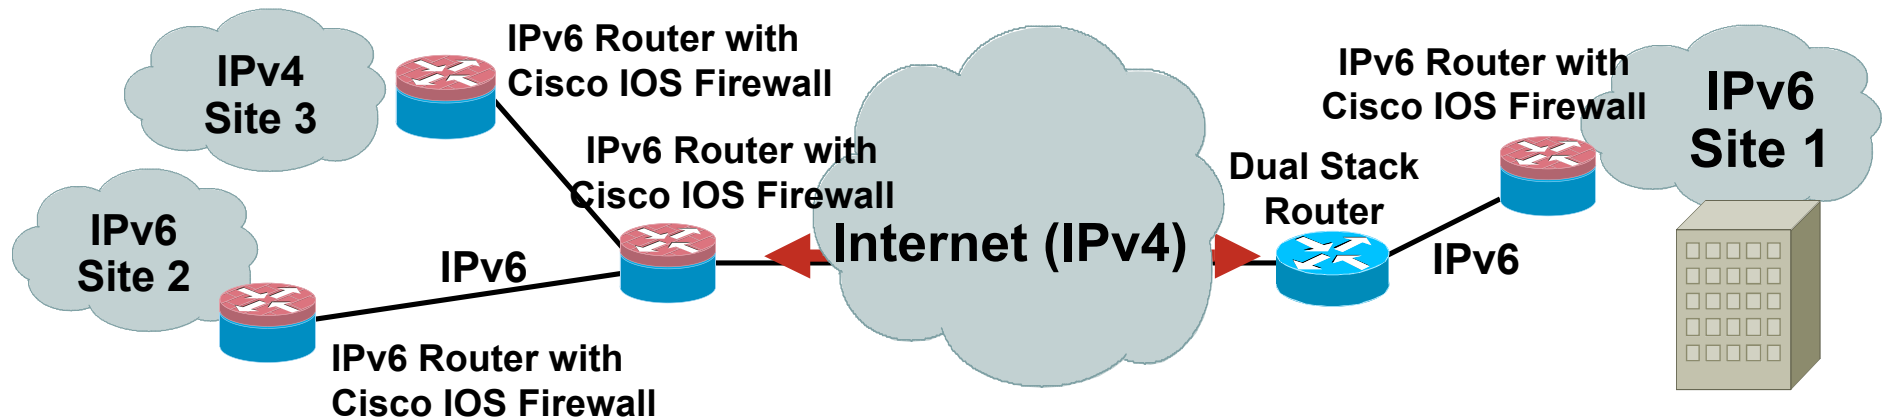 IPv4
Site 3
IPv6 Router with
Cisco IOS Firewall
IPv6 Router with
Cisco IOS Firewall
IPv6
Site 2
IPv6
IPv6 Router with
Cisco IOS Firewall
Internet (IPv4)
Dual Stack
Router
IPv6
IPv6 Router with
Cisco IOS Firewall
IPv6
Site 1